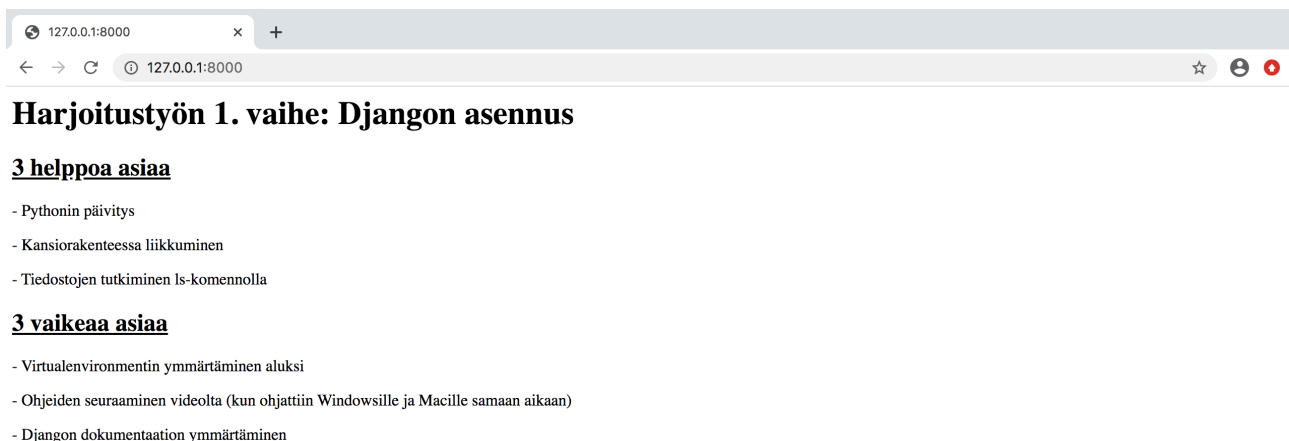 127.0.0.1:8000
127.0.0.1:8000
Harjoitustyön 1. vaihe: Djangon asennus
3 helppoa asiaa
- Pythonin päivitys
- Kansiorakenteessa liikkuminen
- Tiedostojen tutkiminen ls-komennolla
3 vaikeaa asiaa
- Virtualenvironmentin ymmärtäminen aluksi
- Ohjeiden seuraaminen videolta (kun ohjattiin Windowsille ja Macille samaan aikaan)
- Djangon dokumentaation ymmärtäminen